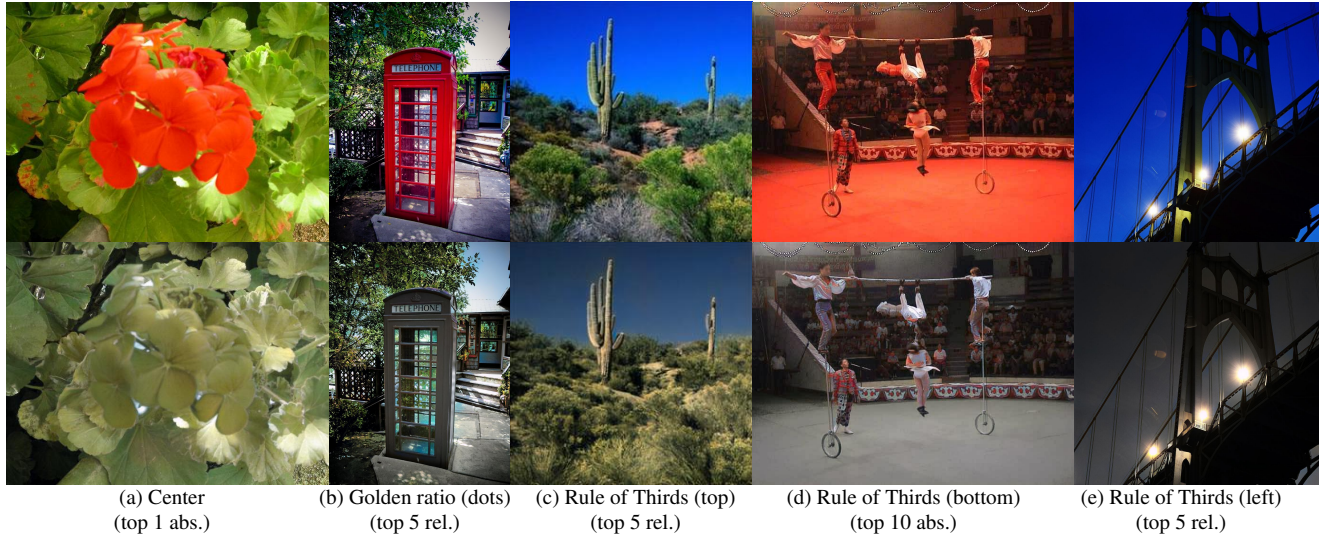 TELEPHONE
TELEPHONE
(a) Center
(top 1 abs.)
(b) Golden ratio (dots)
(top 5 rel.)
(c) Rule of Thirds (top)
(top 5 rel.)
(d) Rule of Thirds (bottom)
(top 10 abs.)
(e) Rule of Thirds (left)
(top 5 rel.)